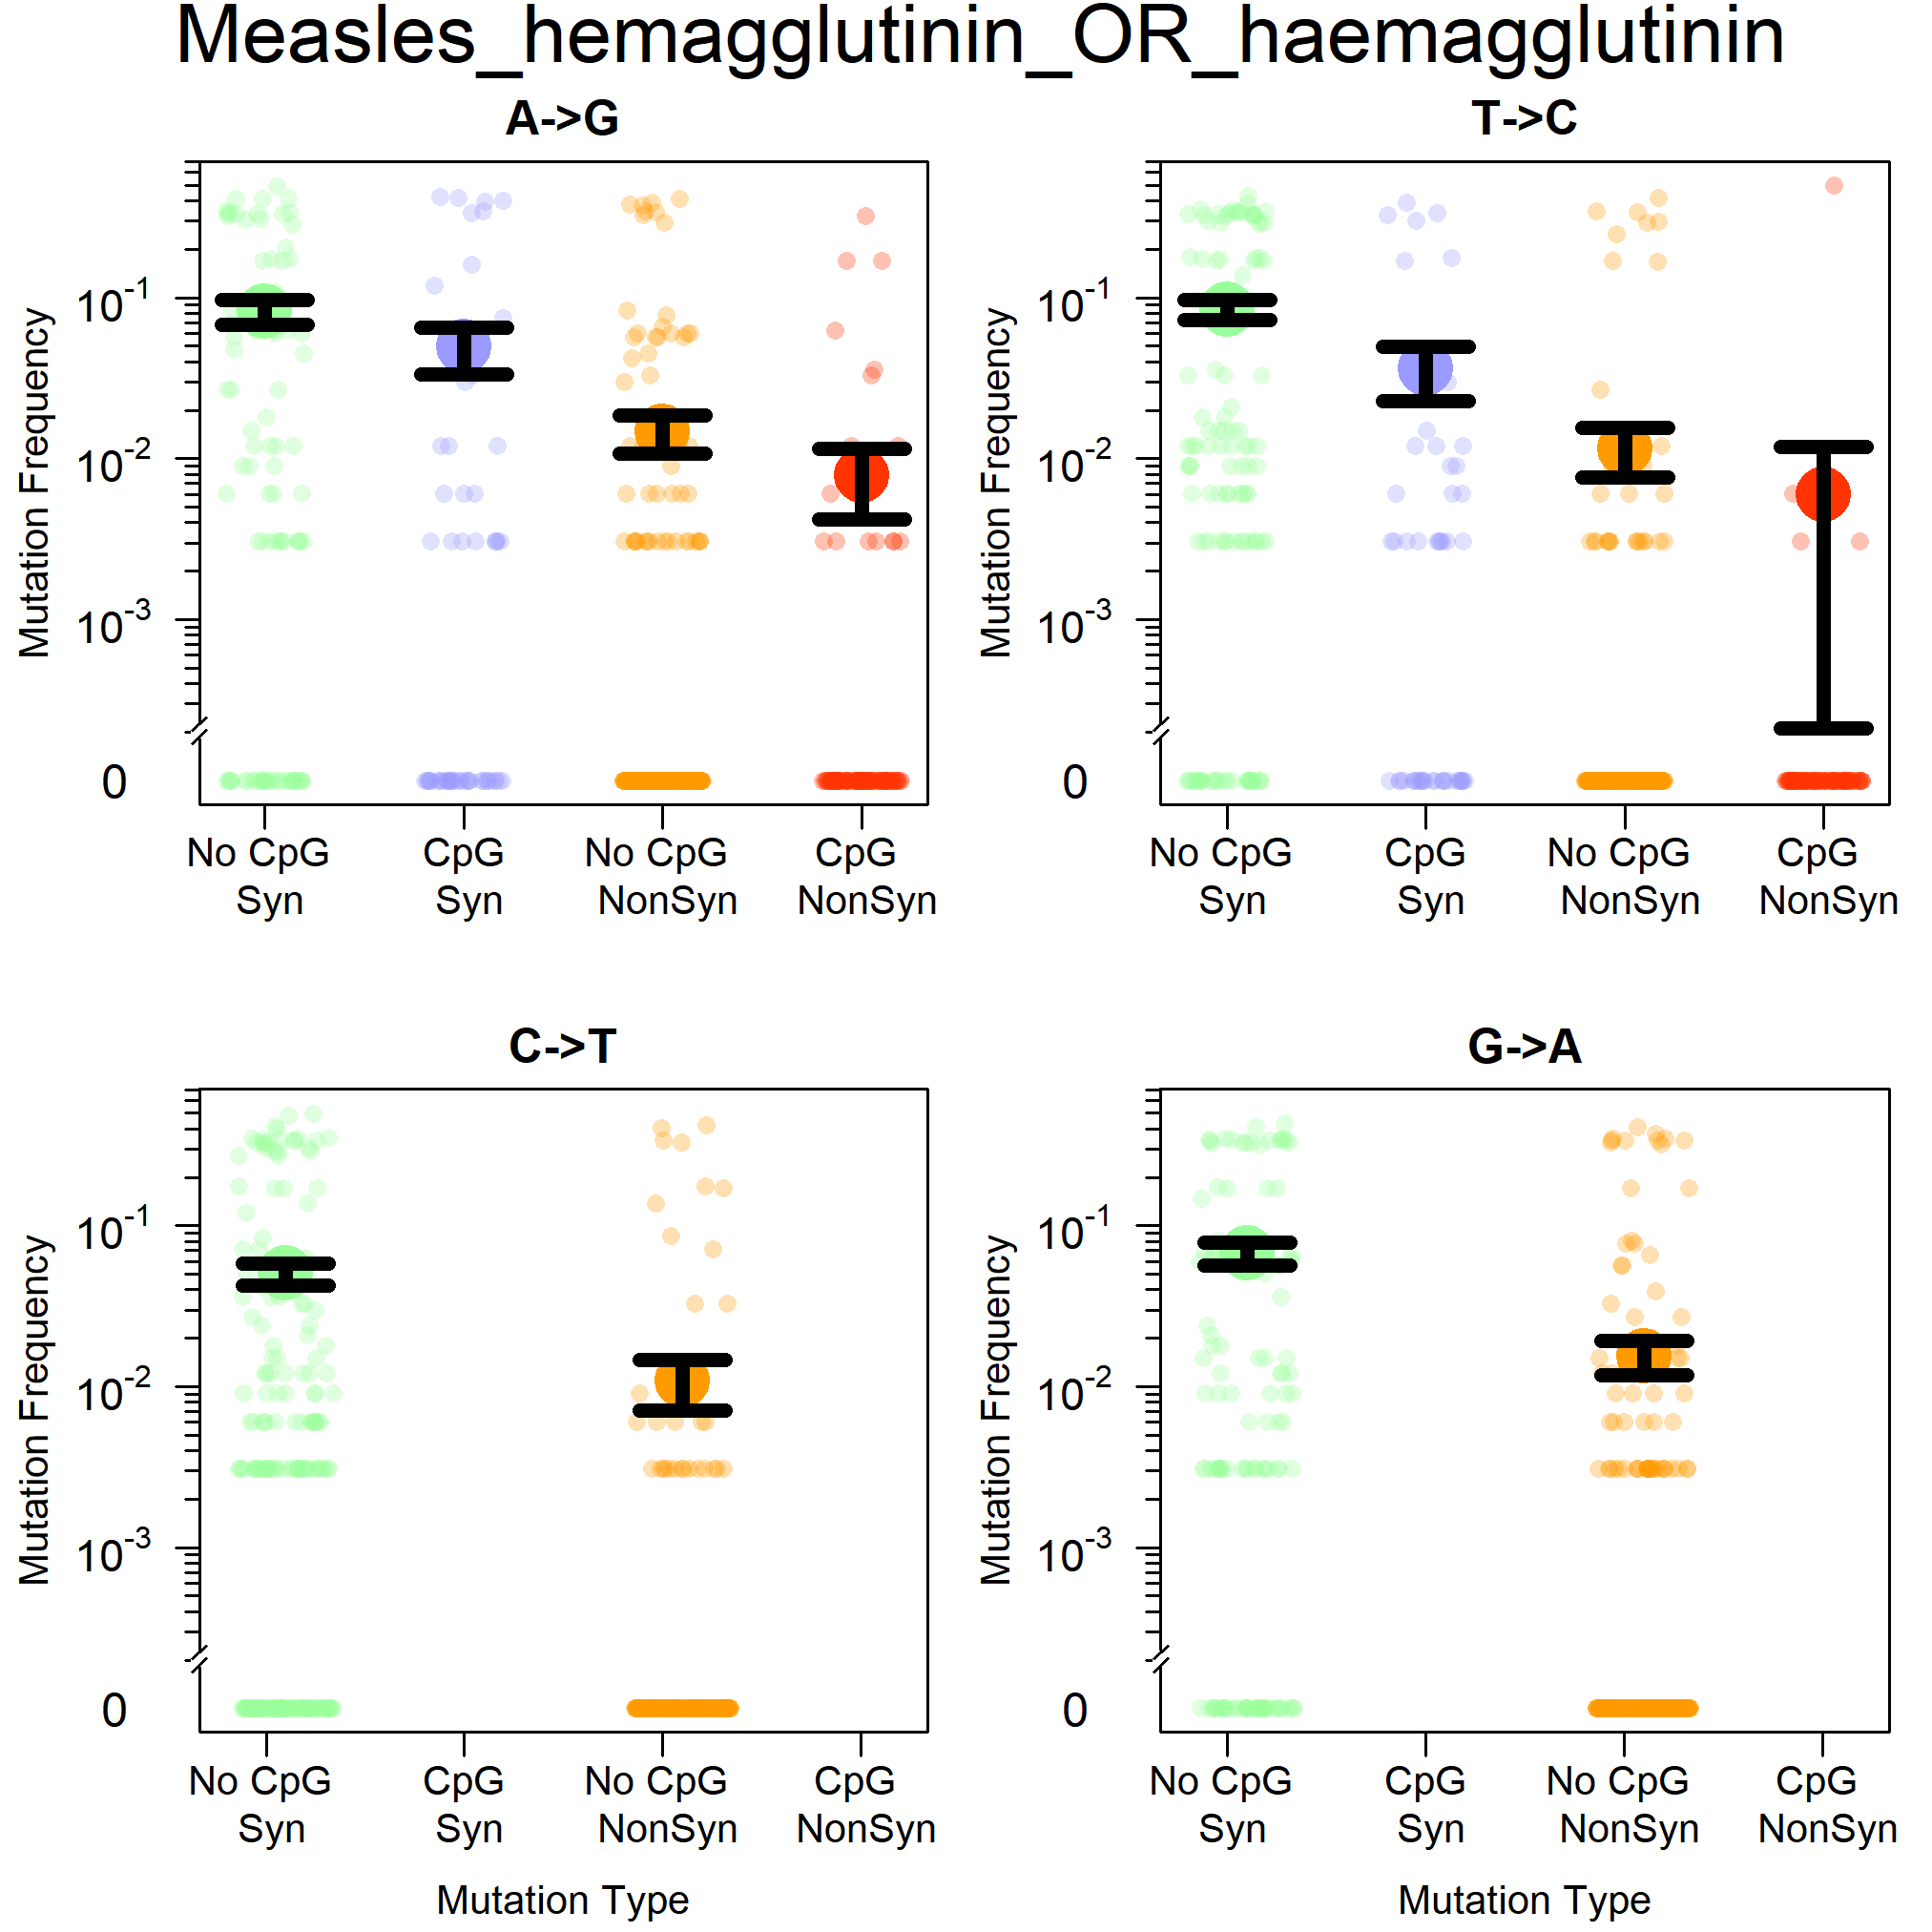 Measles_hemagglutinin_OR_haemagglutinin
A->G
Mutation Frequency
10-1
10-2
10-3
0
No CpG CpG No CpG CpG
Syn Syn NonSyn NonSyn
T->C
Mutation Frequency
10-1
10-2
10-3
0
No CpG CpG No CpG CpG
Syn Syn NonSyn NonSyn
C->T
Mutation Frequency
10-1
10-2
10-3
0
No CpG CpG No CpG CpG
Syn Syn NonSyn NonSyn
Mutation Type
G->A
Mutation Frequency
10-1
10-2
10-3
0
No CpG CpG No CpG CpG
Syn Syn NonSyn NonSyn
Mutation Type